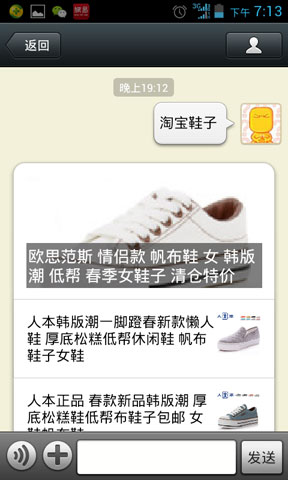 3G
下午 7:13
返回
晚上19:12
淘宝鞋子
欧思范斯 情侣款 帆布鞋 女 韩版
潮 低帮 春季女鞋子 清仓特价
人本韩版潮一脚蹬春新款懒人
鞋 厚底松糕低帮休闲鞋 帆布
鞋子女鞋
人本正品 春款新品韩版潮 厚
底松糕鞋低帮布鞋子包邮 女
发送